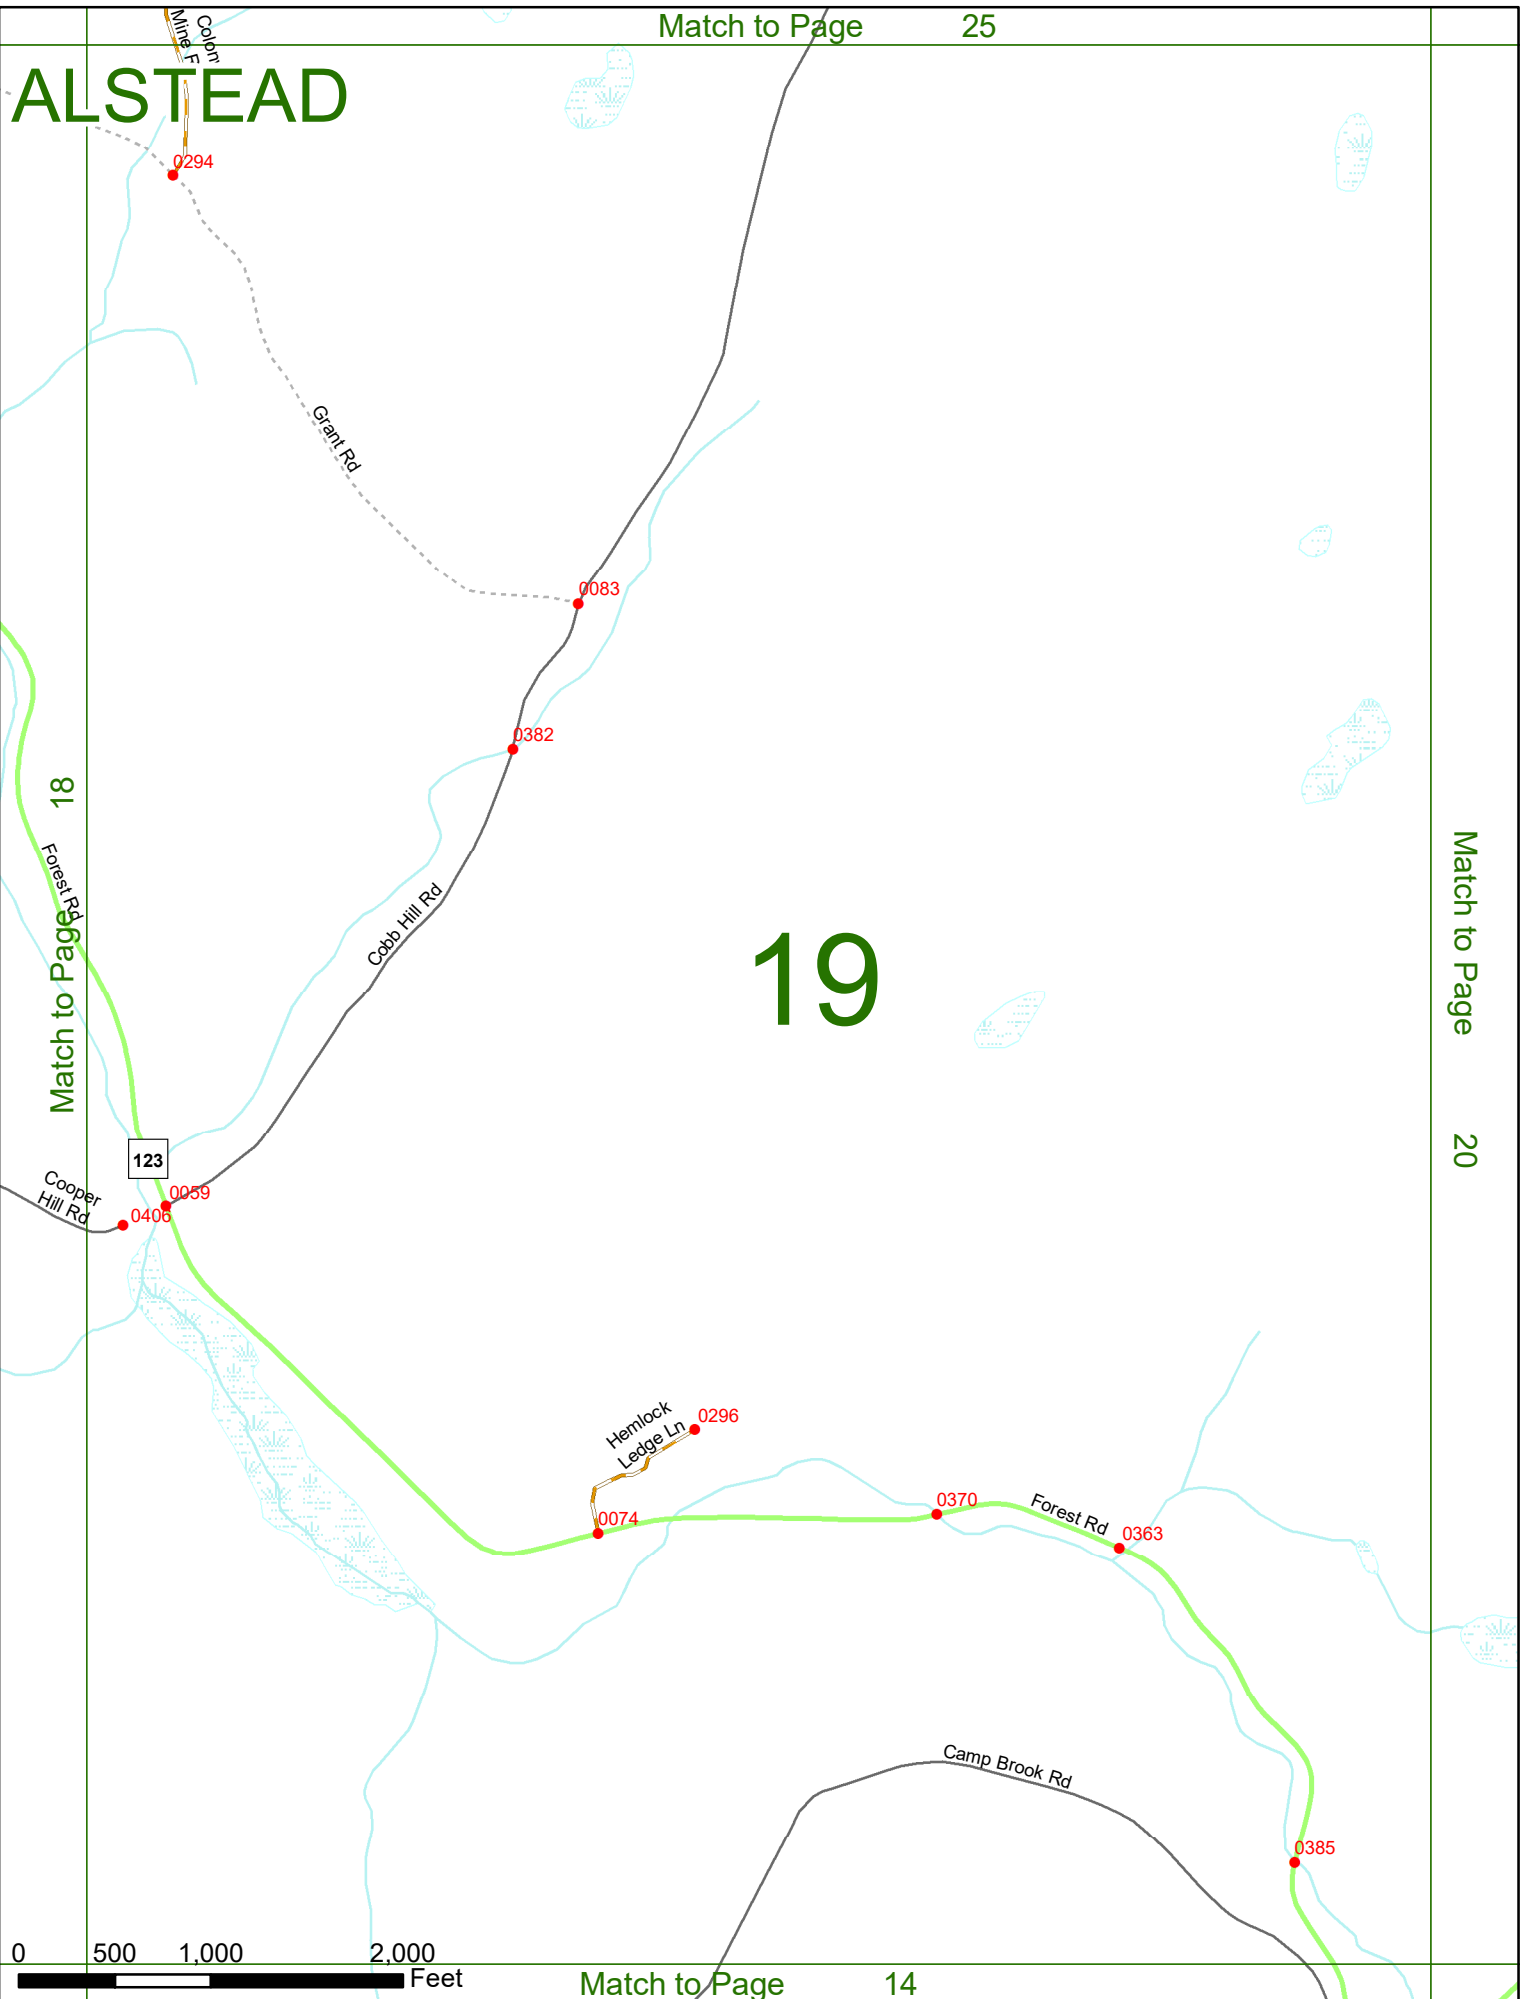 Match to Page 25
Colony
Mine R
ALSTEAD
0294
Grant Rd
0083
0382
Match to Page 18
Forest Rd
Cobb Hill Rd
19
Match to Page 20
123
Cooper
Hill Rd
0059
0406
Hemlock
Ledge Ln
0296
0074
0370
Forest Rd
0363
Camp Brook Rd
0385
0 500 1,000 2,000
Feet
Match to Page 14